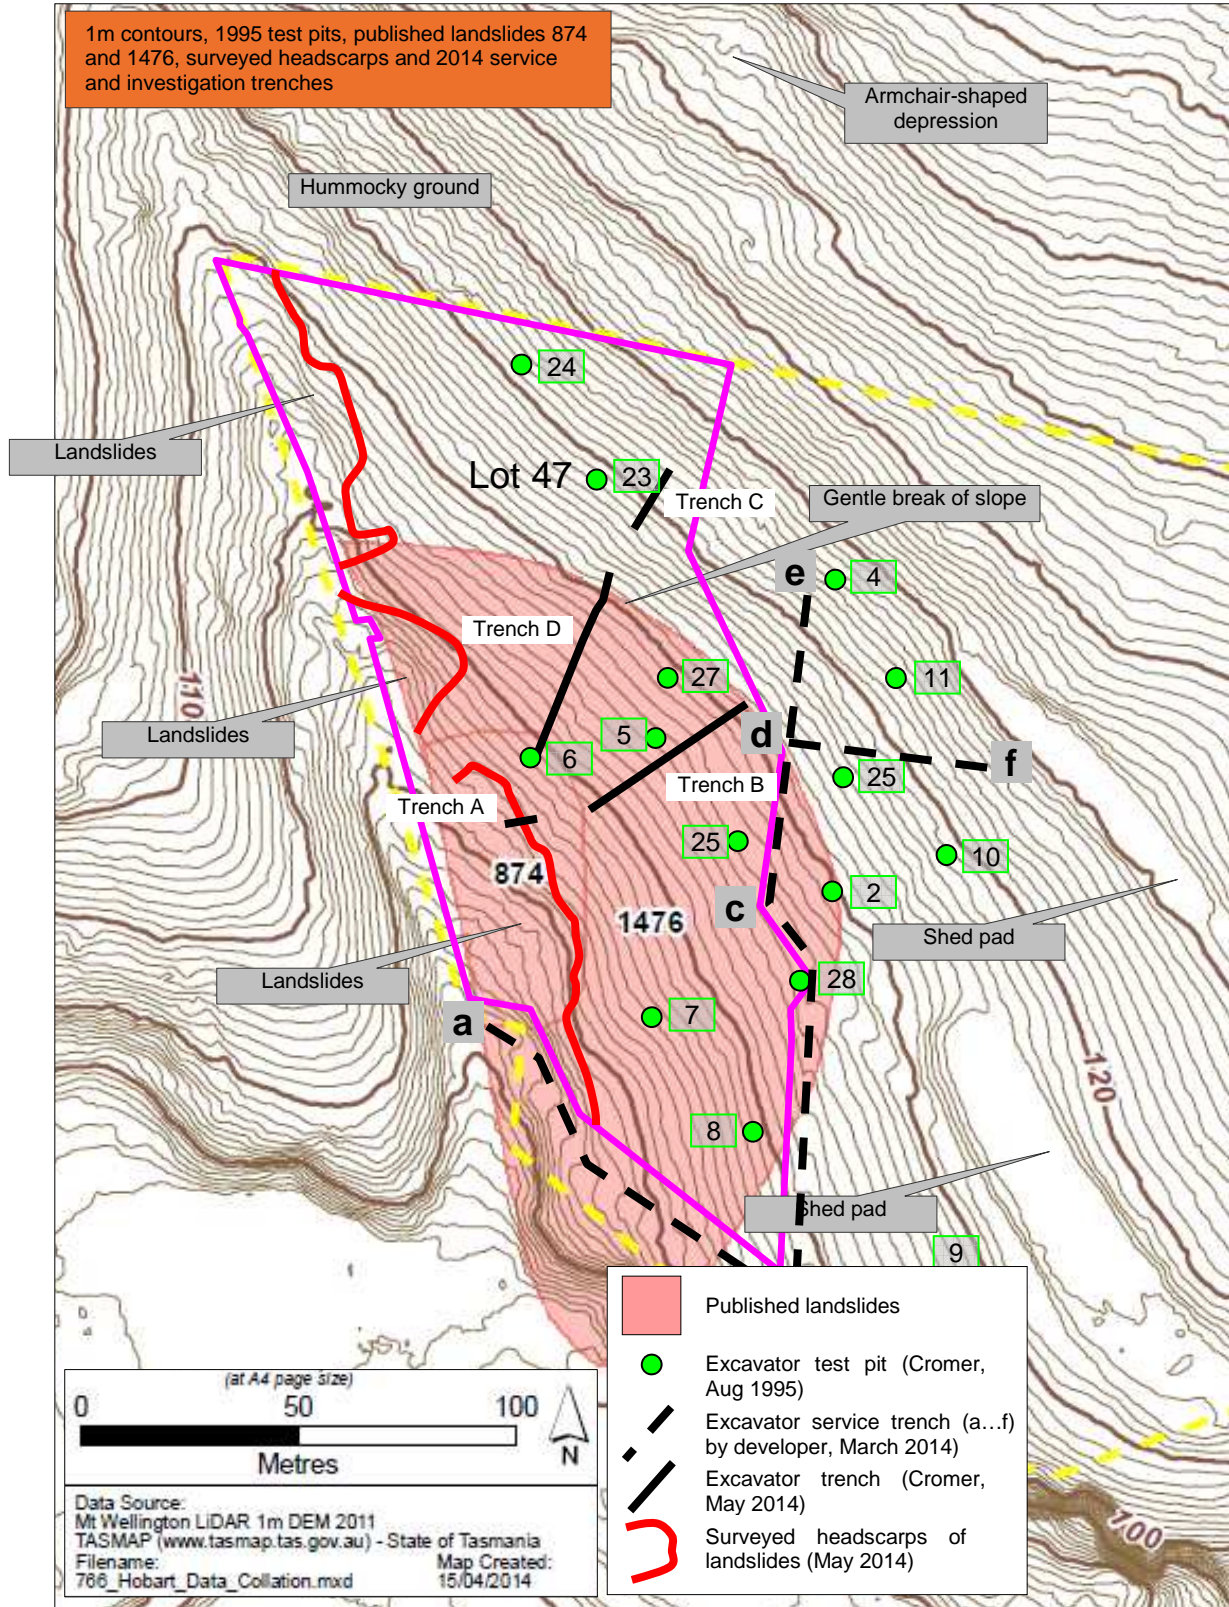 1m contours, 1995 test pits, published landslides 874
and 1476, surveyed headscarps and 2014 service
and investigation trenches
Armchair-shaped
depression
Hummocky ground
24
Landslides
Lot 47
23
Trench C
Gentle break of slope
e
4
Trench D
27
11
110
Landslides
5
d
6
f
Trench B
25
Trench A
25
10
874
2
c
1476
Shed pad
Landslides
28
a
7
120
8
Shed pad
9
Published landslides
Excavator test pit (Cromer,
Aug 1995)
Excavator service trench (a…f)
by developer, March 2014)
Excavator trench (Cromer,
May 2014)
Surveyed headscarps of
landslides (May 2014)
100
(at A4 page size)
0 50 100
Metres
N
Data Source:
Mt Wellington LiDAR 1m DEM 2011
TASMAP (www.tasmap.tas.gov.au) - State of Tasmania
Filename: Map Created:
766_Hobart_Data_Collation.mxd 15/04/2014